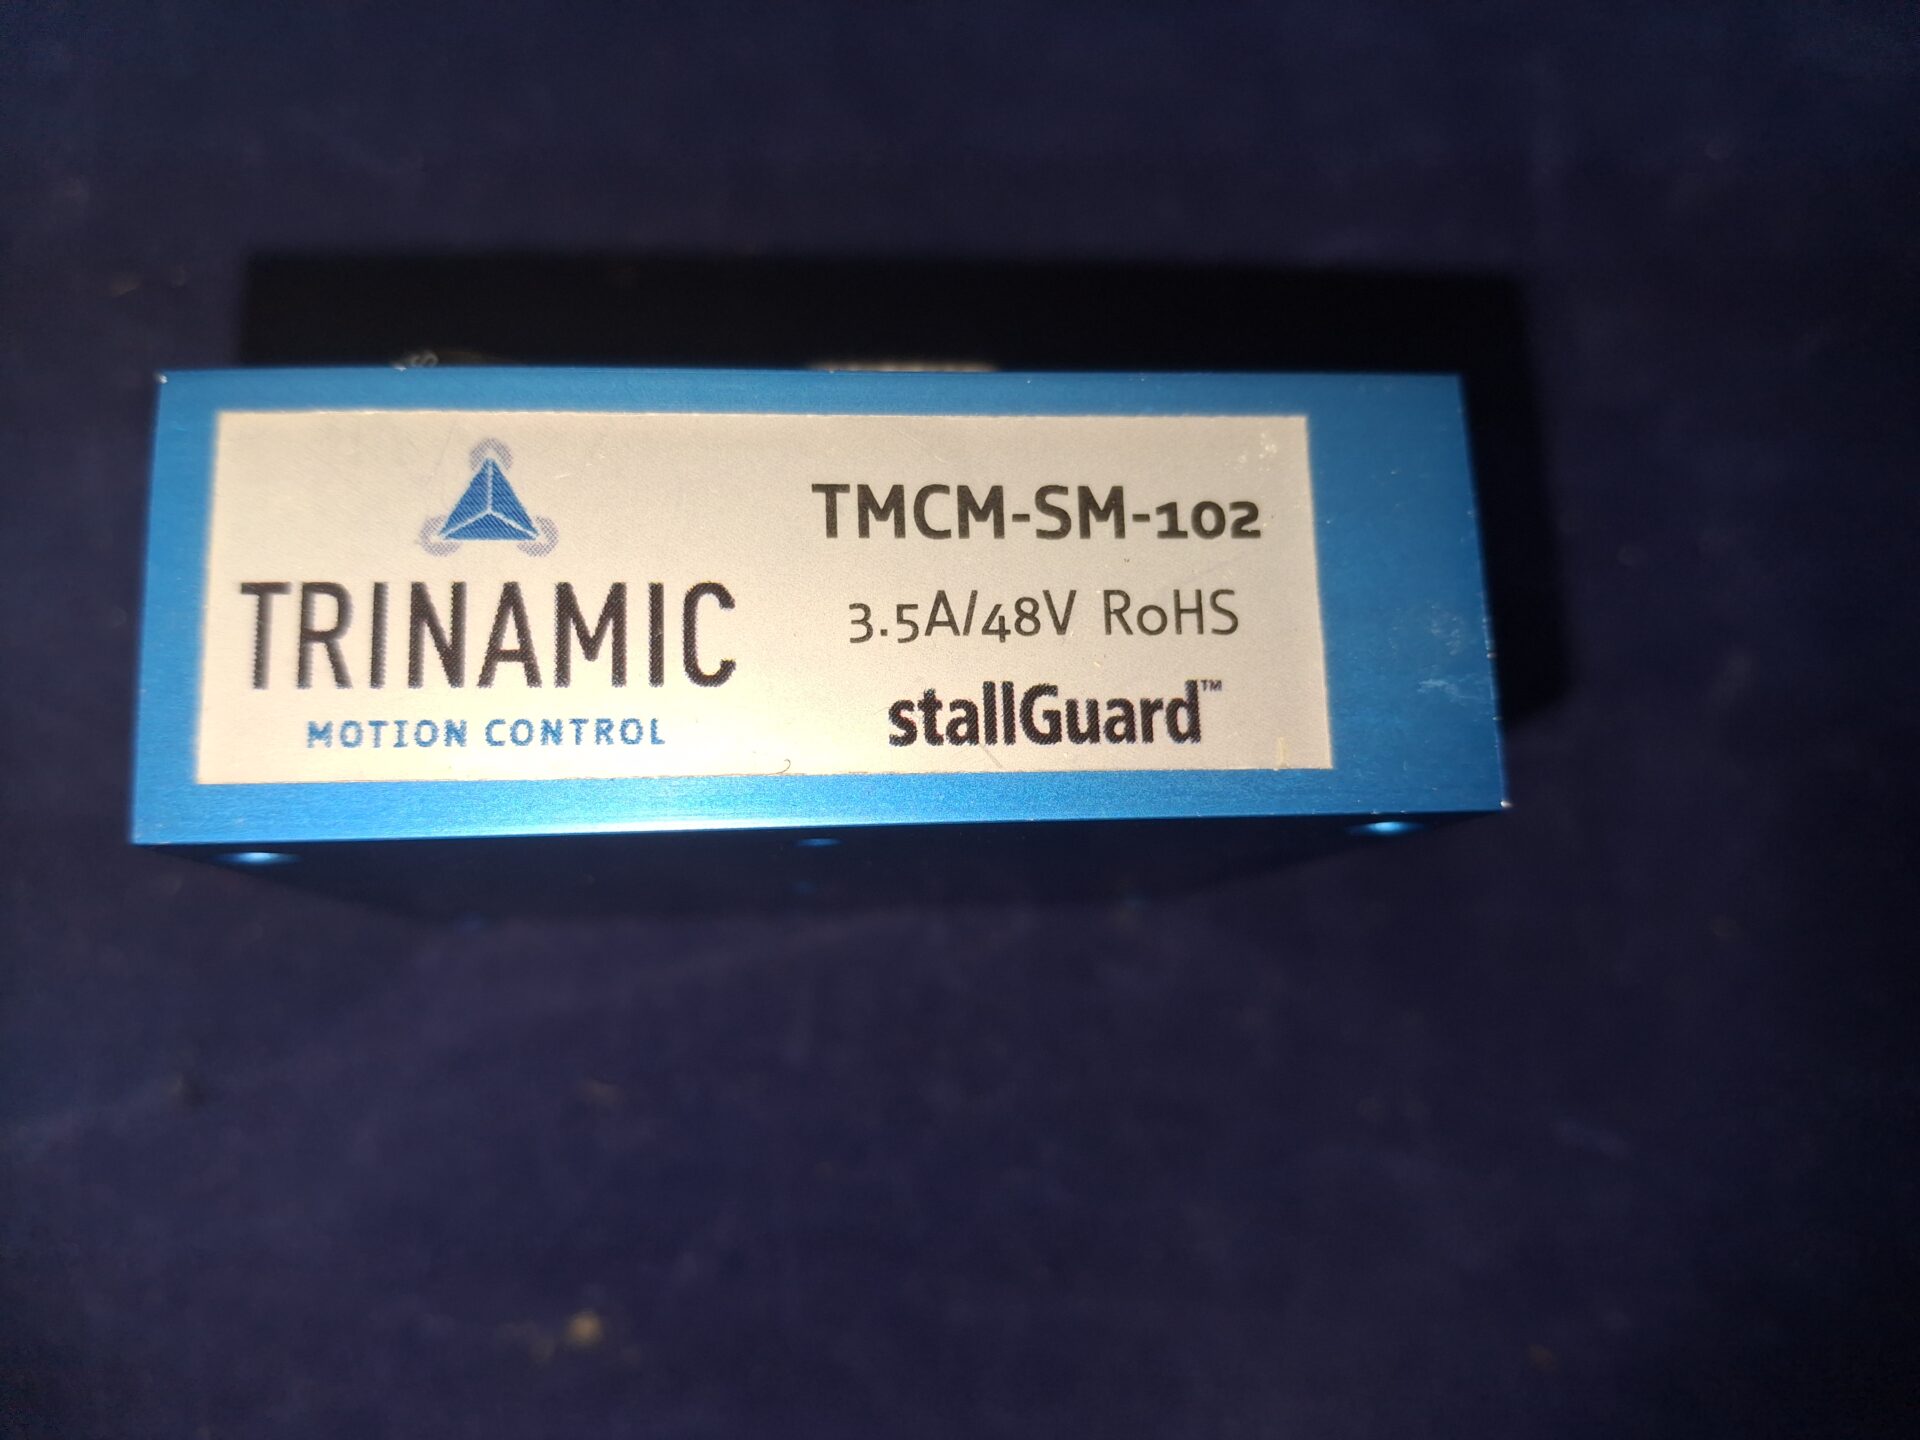 TRINAMIC
MOTION CONTROL
TMCM-SM-102
3.5A/48V RoHS
stallGuard™